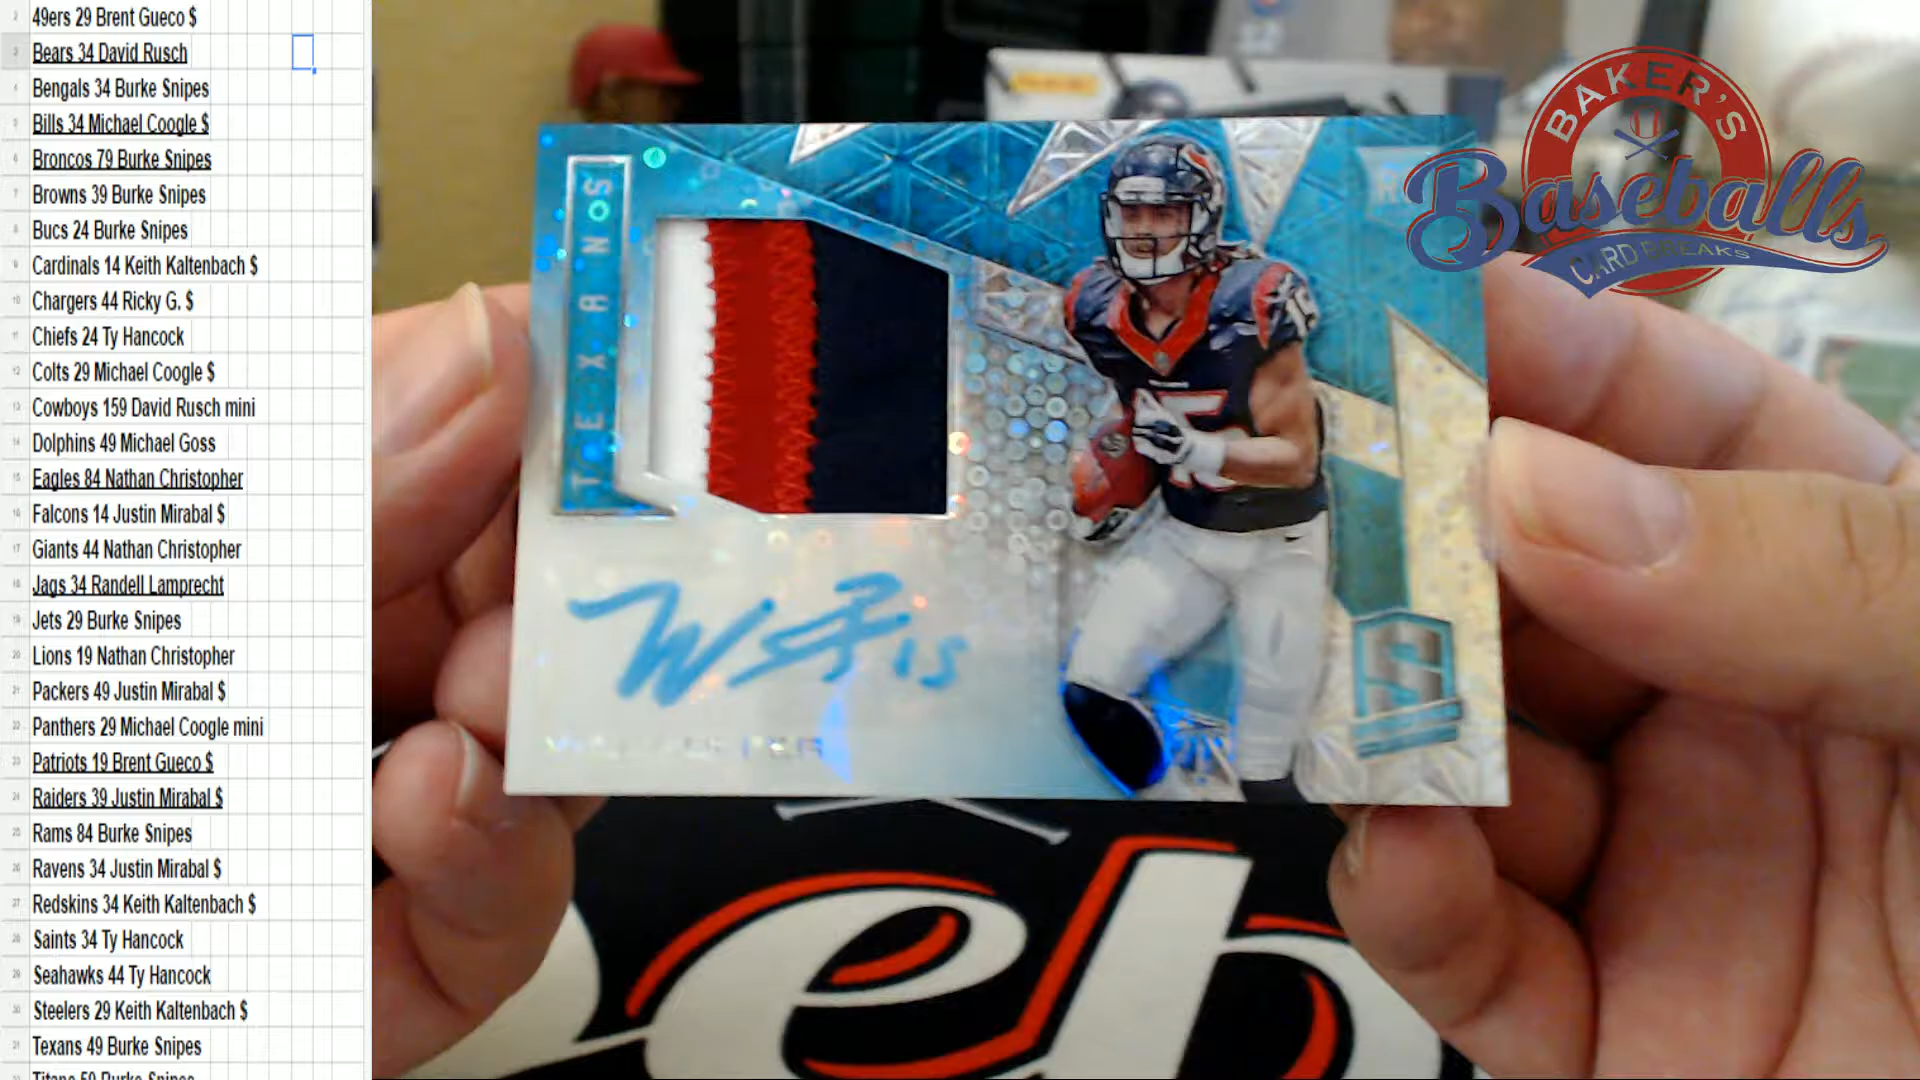 49ers 29 Brent Gueco $
Bears 34 David Rusch
Bengals 34 Burke Snipes
Bills 34 Michael Coogle $
Broncos 79 Burke Snipes
Browns 39 Burke Snipes
Bucs 24 Burke Snipes
Cardinals 14 Keith Kaltenbach $
Chargers 44 Ricky G. $
Chiefs 24 Ty Hancock
Colts 29 Michael Coogle $
Cowboys 159 David Rusch mini
Dolphins 49 Michael Goss
Eagles 84 Nathan Christopher
Falcons 14 Justin Mirabal $
Giants 44 Nathan Christopher
Jags 34 Randell Lamprecht
Jets 29 Burke Snipes
Lions 19 Nathan Christopher
Packers 49 Justin Mirabal $
Panthers 29 Michael Coogle mini
Patriots 19 Brent Gueco $
Raiders 39 Justin Mirabal $
Rams 84 Burke Snipes
Ravens 34 Justin Mirabal $
Redskins 34 Keith Kaltenbach $
Saints 34 Ty Hancock
Seahawks 44 Ty Hancock
Steelers 29 Keith Kaltenbach $
Texans 49 Burke Snipes
TEXANS
15
15
S
eb
BAKER'S
Baseballs
CARD BREAKS